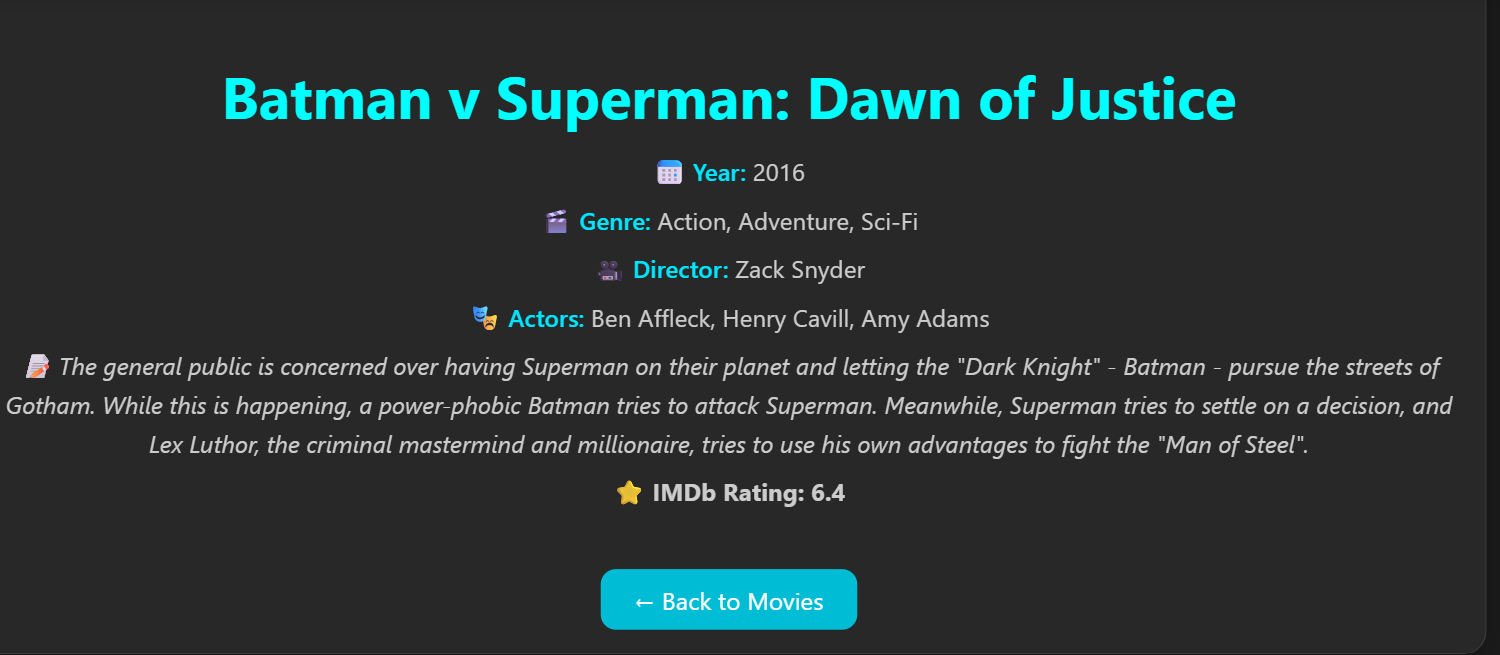 Batman v Superman: Dawn of Justice
Year: 2016
Genre: Action, Adventure, Sci-Fi
Director: Zack Snyder
Actors: Ben Affleck, Henry Cavill, Amy Adams
The general public is concerned over having Superman on their planet and letting the "Dark Knight" - Batman - pursue the streets of
Gotham. While this is happening, a power-phobic Batman tries to attack Superman. Meanwhile, Superman tries to settle on a decision, and
Lex Luthor, the criminal mastermind and millionaire, tries to use his own advantages to fight the "Man of Steel".
IMDb Rating: 6.4
← Back to Movies